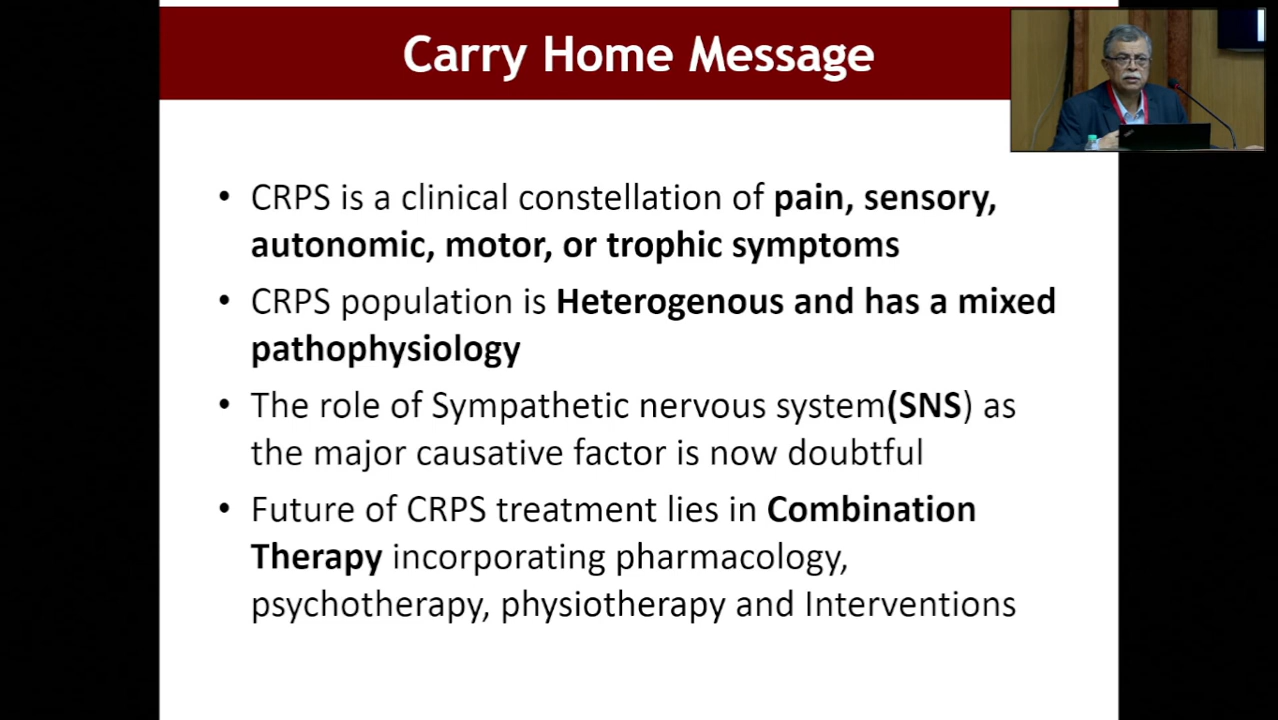 Carry Home Message
• CRPS is a clinical constellation of pain, sensory,
autonomic, motor, or trophic symptoms
• CRPS population is Heterogenous and has a mixed
pathophysiology
• The role of Sympathetic nervous system(SNS) as
the major causative factor is now doubtful
• Future of CRPS treatment lies in Combination
Therapy incorporating pharmacology,
psychotherapy, physiotherapy and Interventions